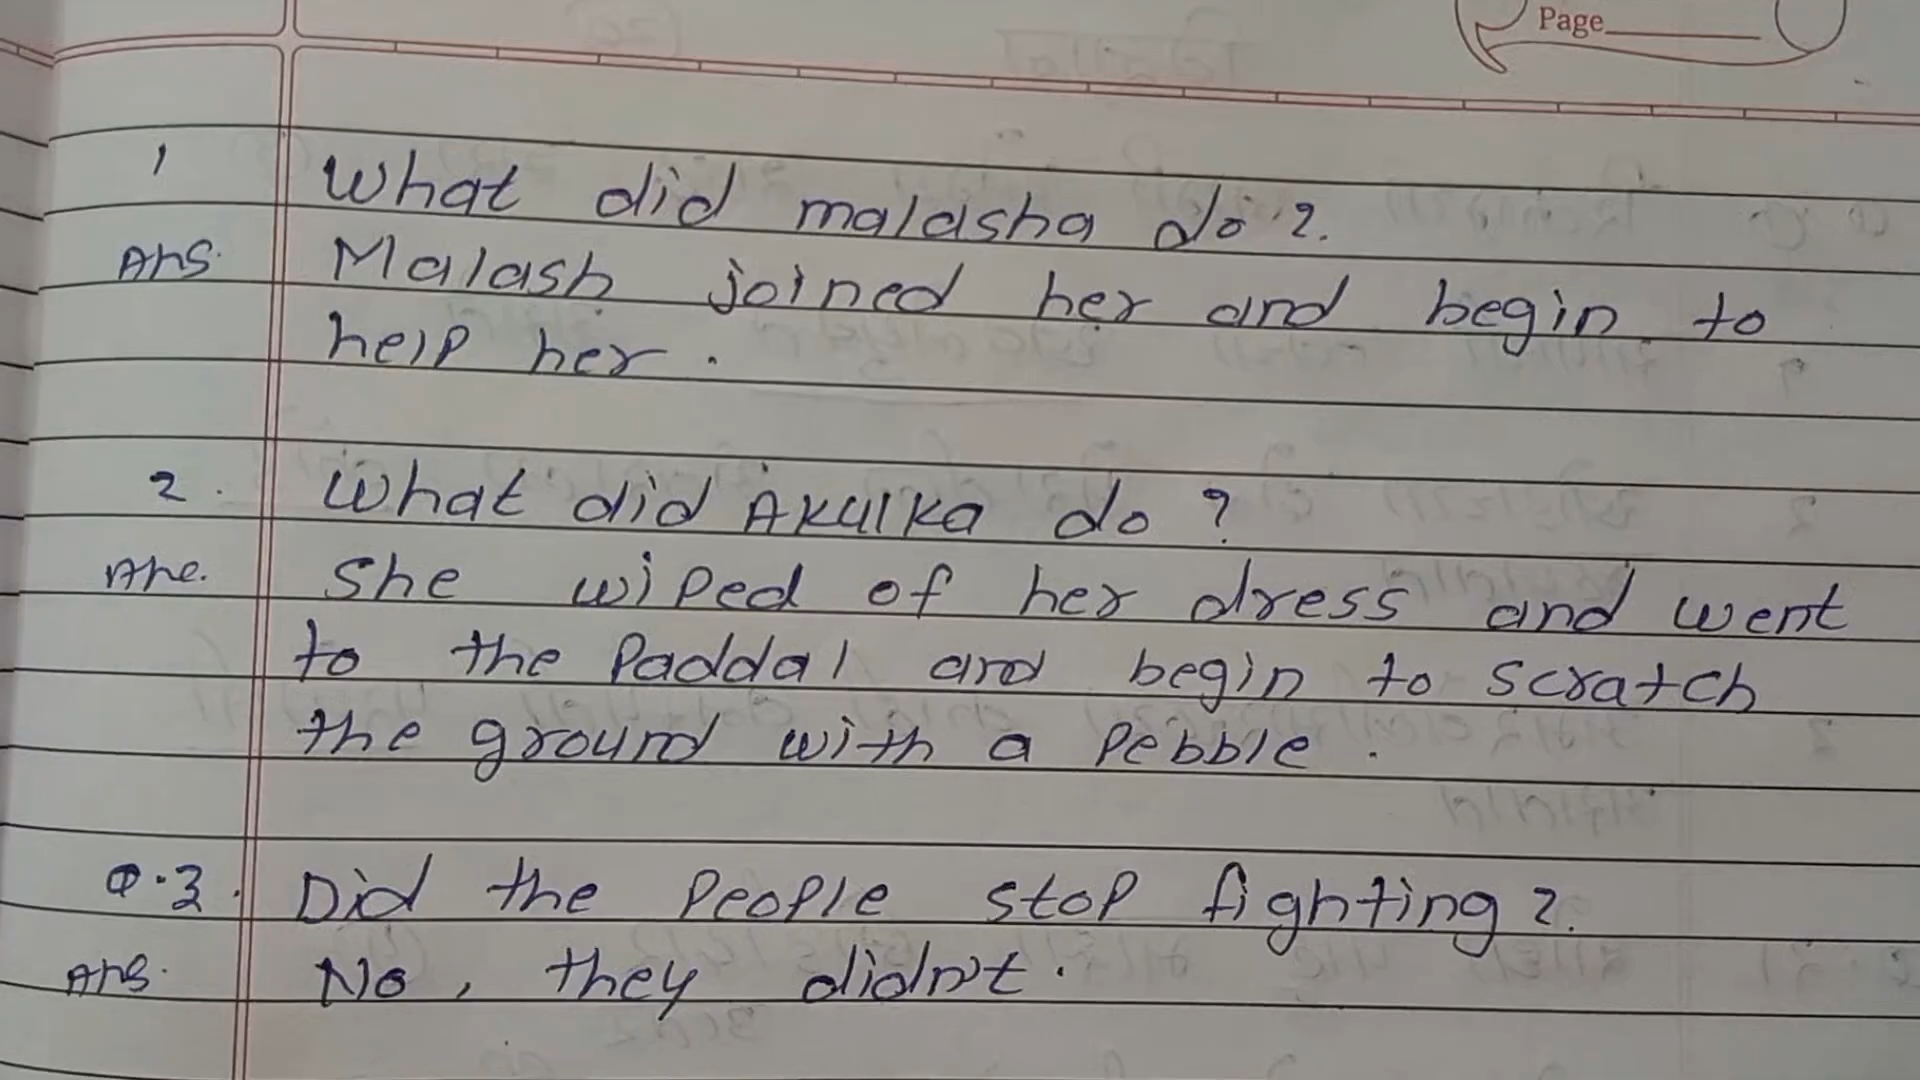 Page
1 What did malasha do ?.
Ans. Malash joined her and begin to
help her .
2. What did Akulka do ?
Ane. She wiped of her dress and went
to the Paddal and begin to scratch
the ground with a Pebble .
Q.3. Did the People stop fighting ?.
Ans. No , they didn't .